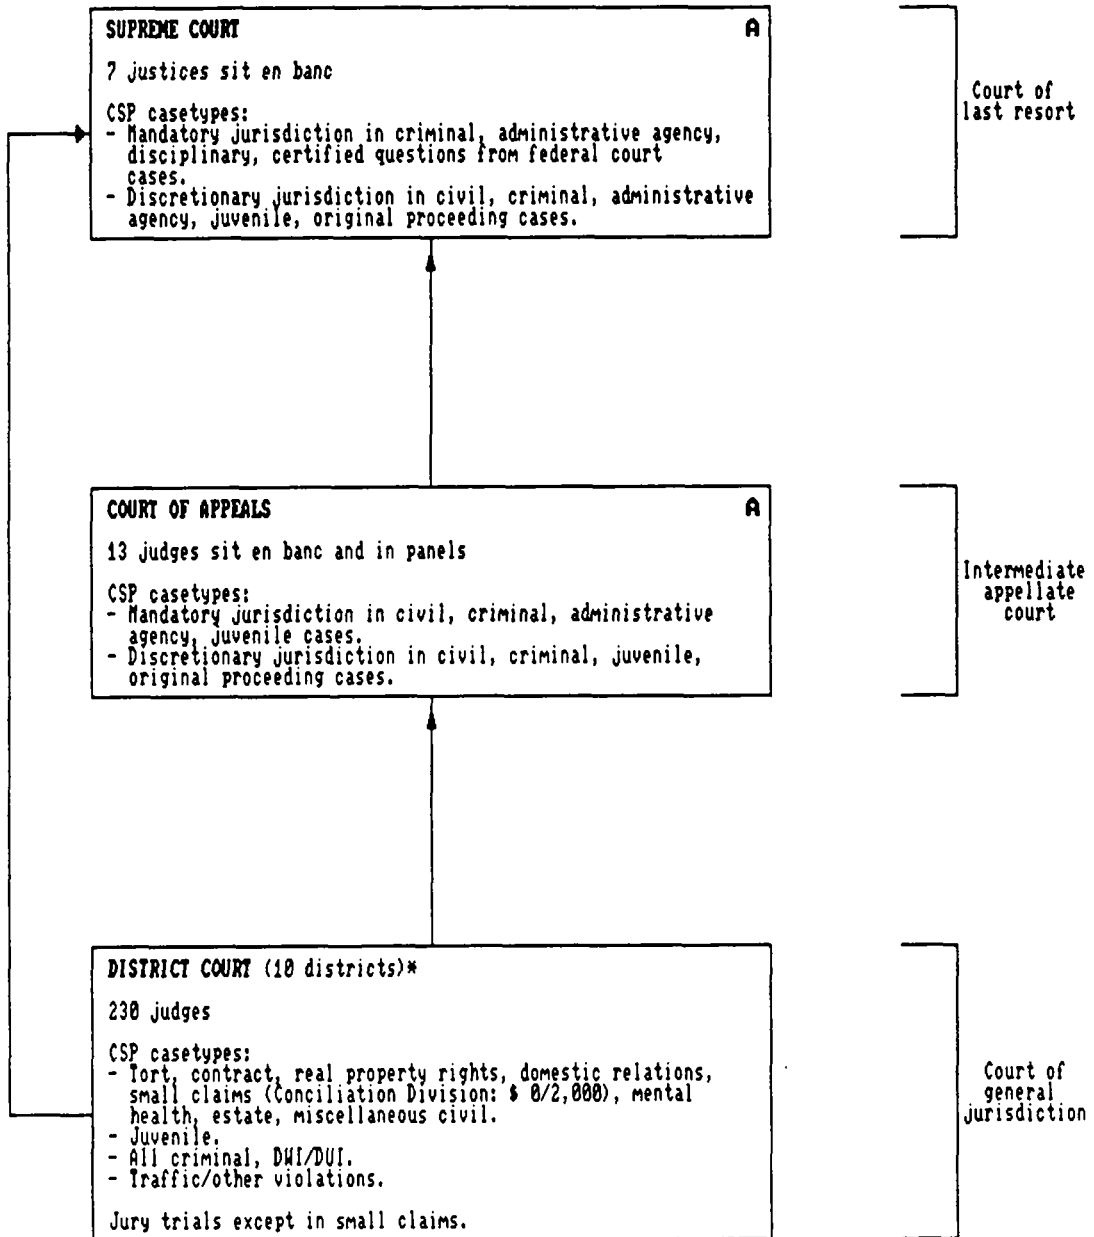 SUPREME COURT A
7 justices sit en banc
CSP casetypes:
- Mandatory jurisdiction in criminal, administrative agency,
disciplinary, certified questions from federal court
cases.
- Discretionary jurisdiction in civil, criminal, administrative
agency, juvenile, original proceeding cases.
Court of
last resort
COURT OF APPEALS A
13 judges sit en banc and in panels
CSP casetypes:
- Mandatory jurisdiction in civil, criminal, administrative
agency, juvenile cases.
- Discretionary jurisdiction in civil, criminal, juvenile,
original proceeding cases.
Intermediate
appellate
court
DISTRICT COURT (10 districts)*
230 judges
CSP casetypes:
- Tort, contract, real property rights, domestic relations,
small claims (Conciliation Division: $ 0/2,000), mental
health, estate, miscellaneous civil.
- Juvenile.
- All criminal, DWI/DUI.
- Traffic/other violations.
Jury trials except in small claims.
Court of
general
jurisdiction